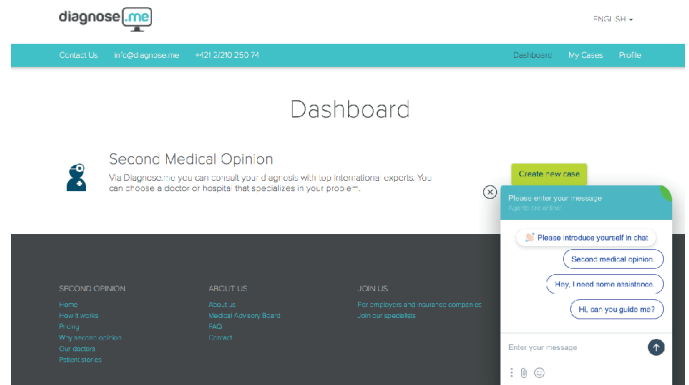 diagnose.me
ENGLISH
Contact Us
info@diagnose.me
+421 2/210 250 74
Dashboard
My Cases
Profile
Dashboard
Second Medical Opinion
Via Diagnose.me you can consult your diagnosis with top international experts. You
can choose a doctor or hospital that specializes in your problem.
Create new case
Please enter your message
Agents are online
👋 Please introduce yourself in chat
Second medical opinion.
Hey, I need some assistance.
Hi, can you guide me?
Enter your message
SECOND OPINION
Home
How it works
Pricing
Why second opinion
Our doctors
Patient stories
ABOUT US
About us
Medical Advisory Board
FAQ
Contact
JOIN US
For employers and insurance companies
Join our specialists